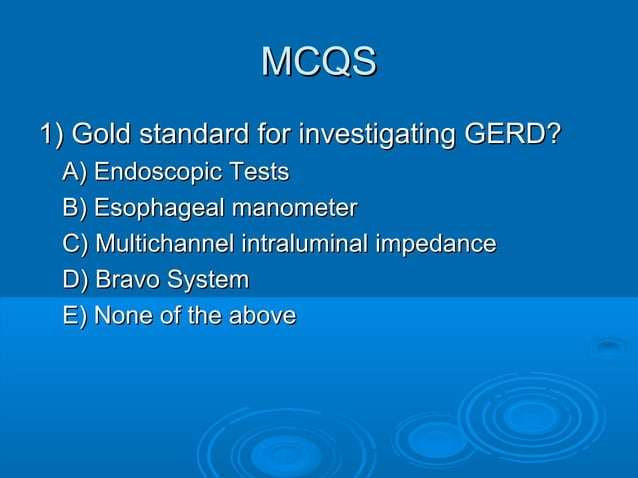 MCQS
1) Gold standard for investigating GERD?
A) Endoscopic Tests
B) Esophageal manometer
C) Multichannel intraluminal impedance
D) Bravo System
E) None of the above